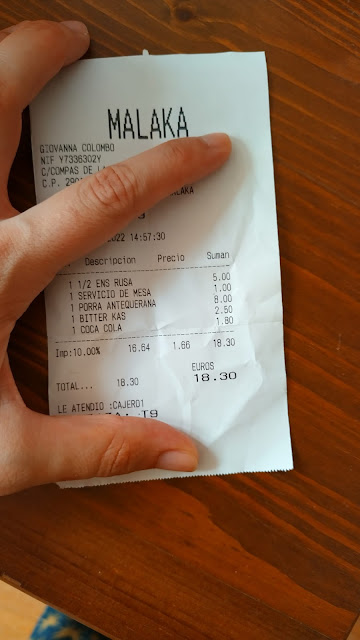 MALAKA
GIOVANNA COLOMBO
NIF Y7336302Y
C/COMPAS DE
C.P.
MALAKA
2022 14:57:30
Descripcion Precio Suman
1 1/2 ENS RUSA 5.00
1 SERVICIO DE MESA 1.00
1 PORRA ANTEQUERANA 8.00
1 BITTER KAS 2.50
1 COCA COLA 1.80
Imp:10.00% 16.64 1.66 18.30
EUROS
TOTAL... 18.30 18.30
LE ATENDIO :CAJERO1
T9